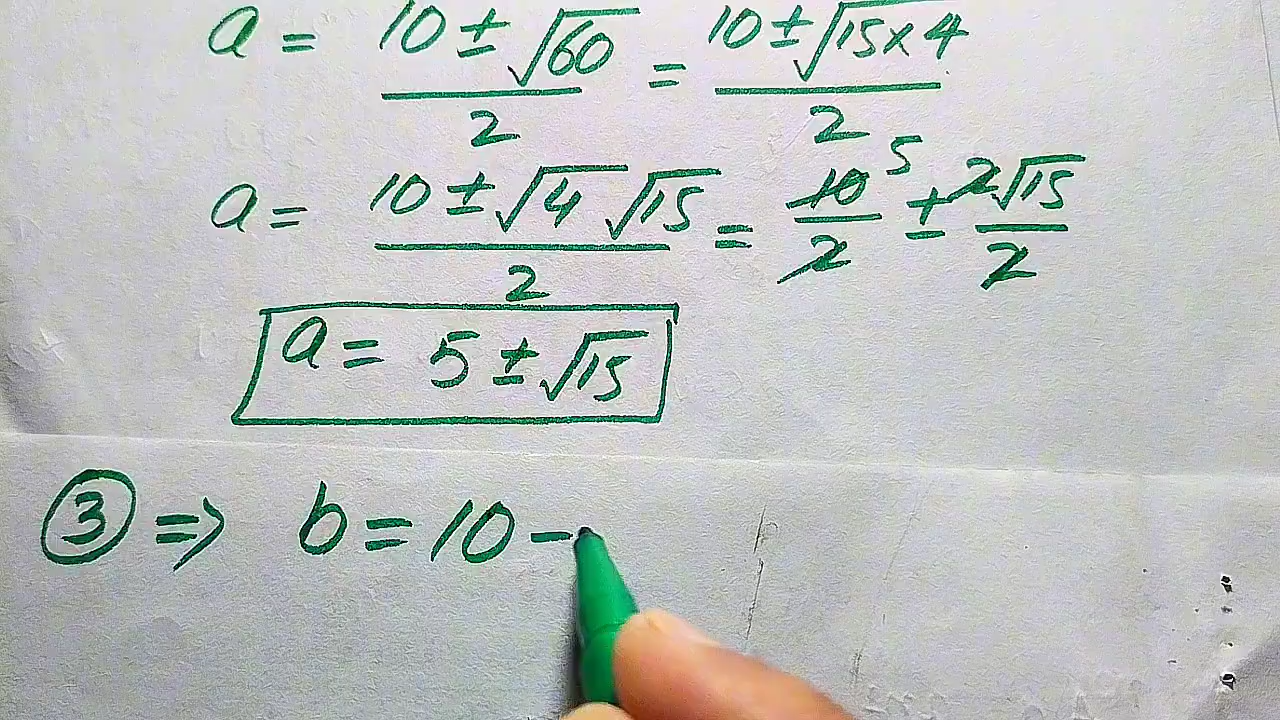 a = 10 ± √60 / 2 = 10 ± √15×4 / 2
a = 10 ± √4 √15 / 2 = 10 / 2 5 ± 2√15 / 2
a = 5 ± √15
③ ⇒ b = 10 -